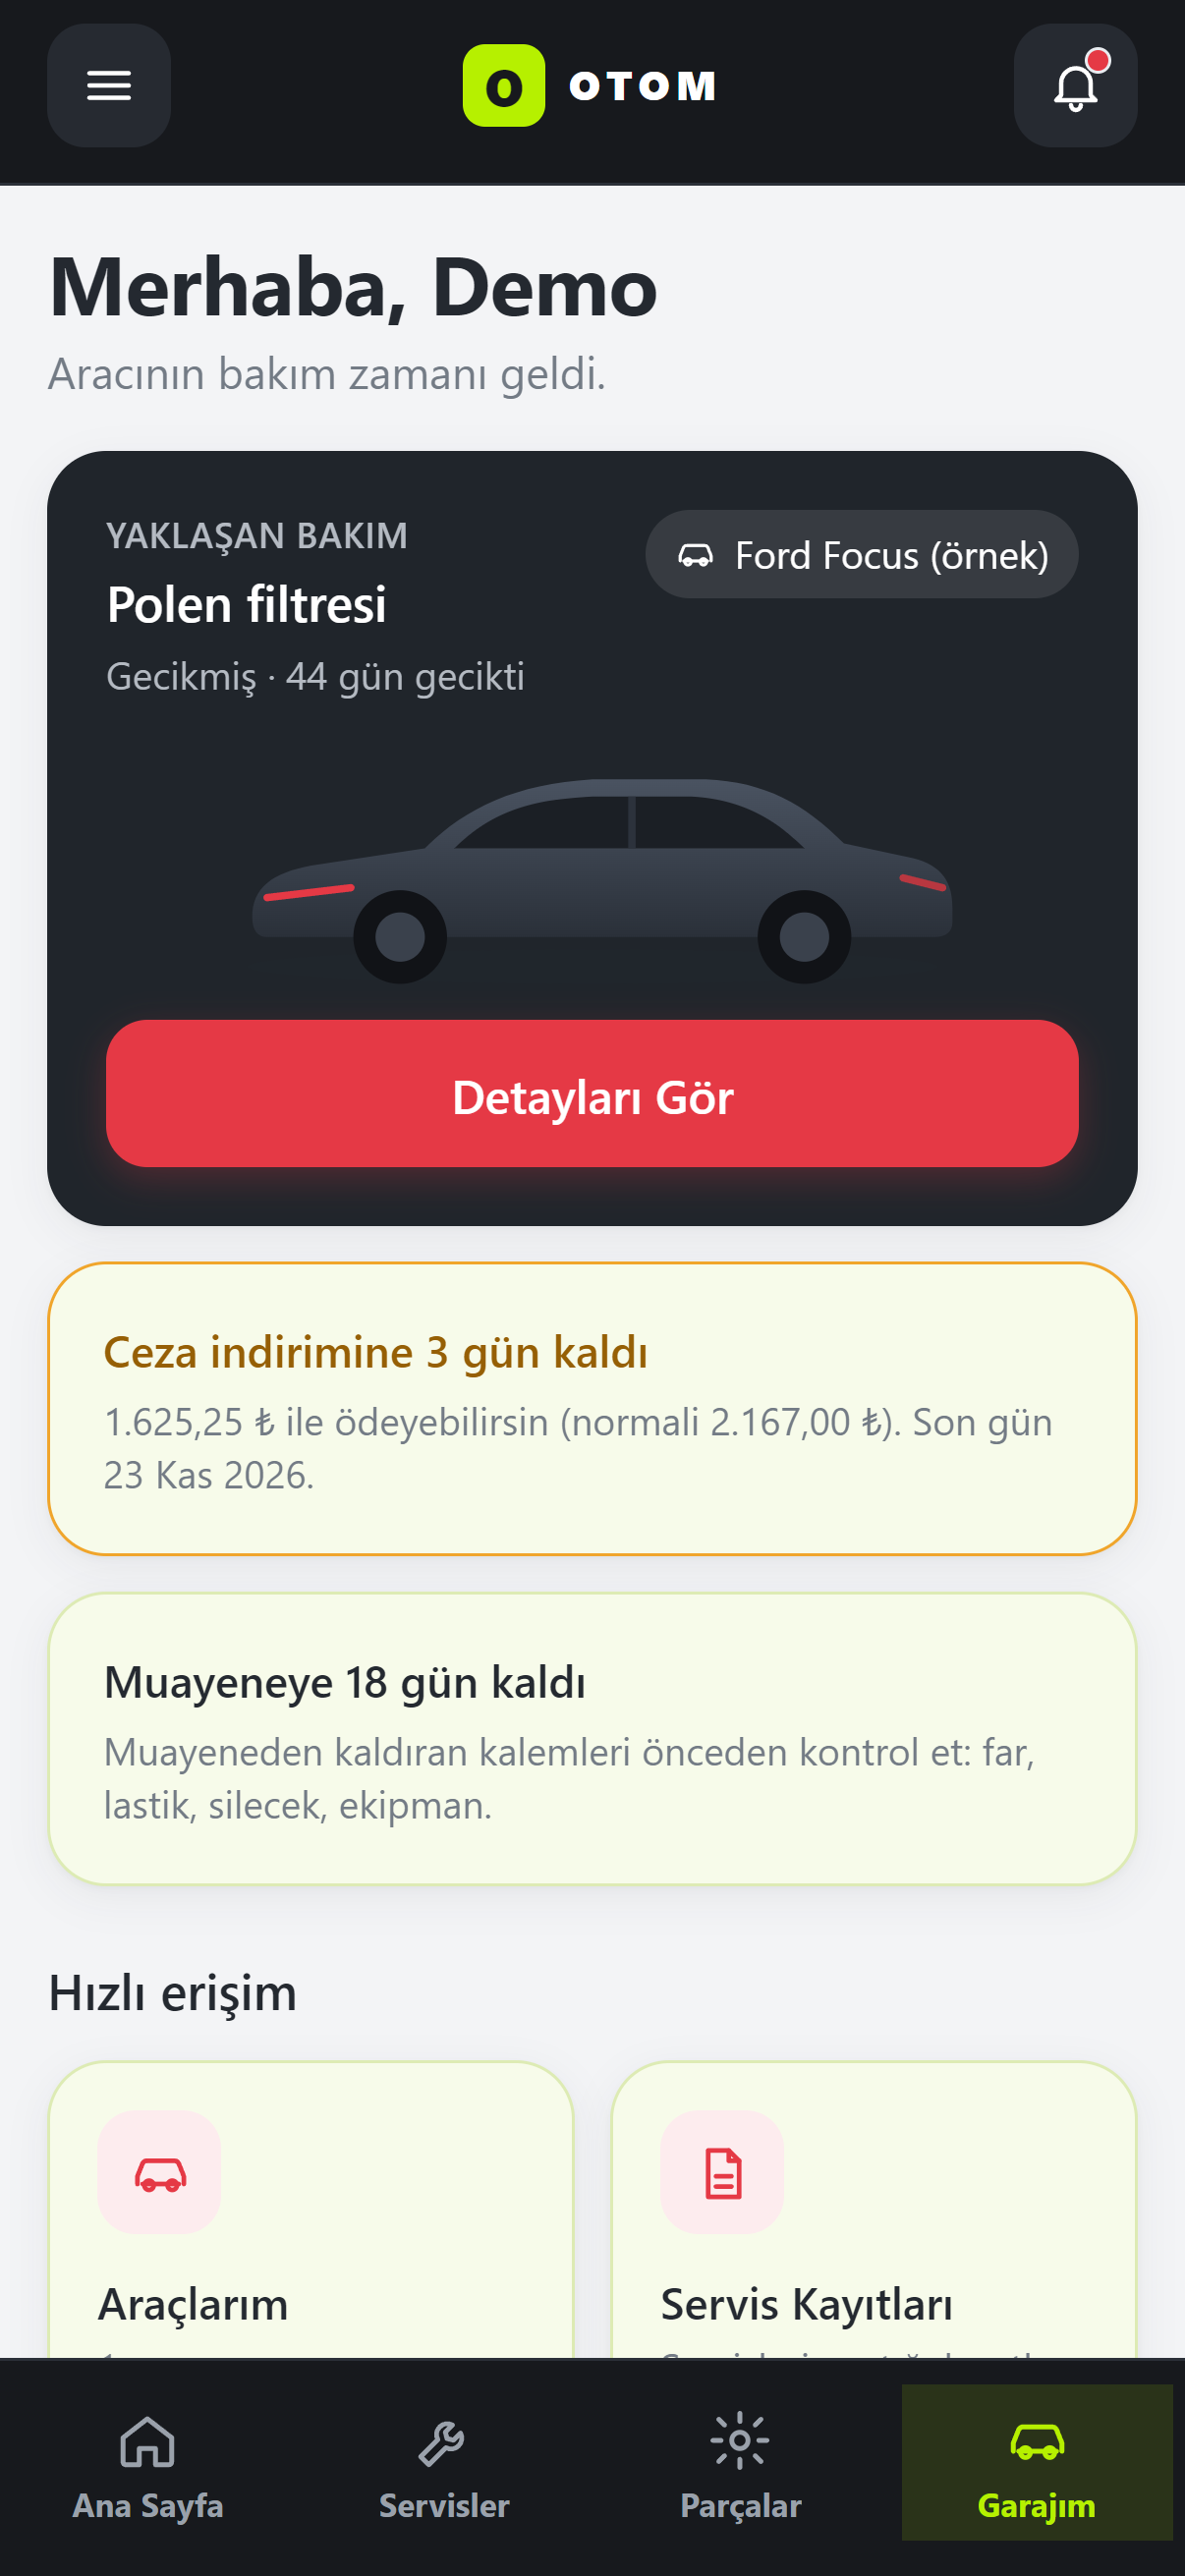 O OTOM
Merhaba, Demo
Aracının bakım zamanı geldi.
YAKLAŞAN BAKIM
Ford Focus (örnek)
Polen filtresi
Gecikmiş · 44 gün gecikti
Detayları Gör
Ceza indirimine 3 gün kaldı
1.625,25 ₺ ile ödeyebilirsin (normali 2.167,00 ₺). Son gün
23 Kas 2026.
Muayeneye 18 gün kaldı
Muayeneden kaldıran kalemleri önceden kontrol et: far,
lastik, silecek, ekipman.
Hızlı erişim
Araçlarım
Servis Kayıtları
Ana Sayfa
Servisler
Parçalar
Garajım